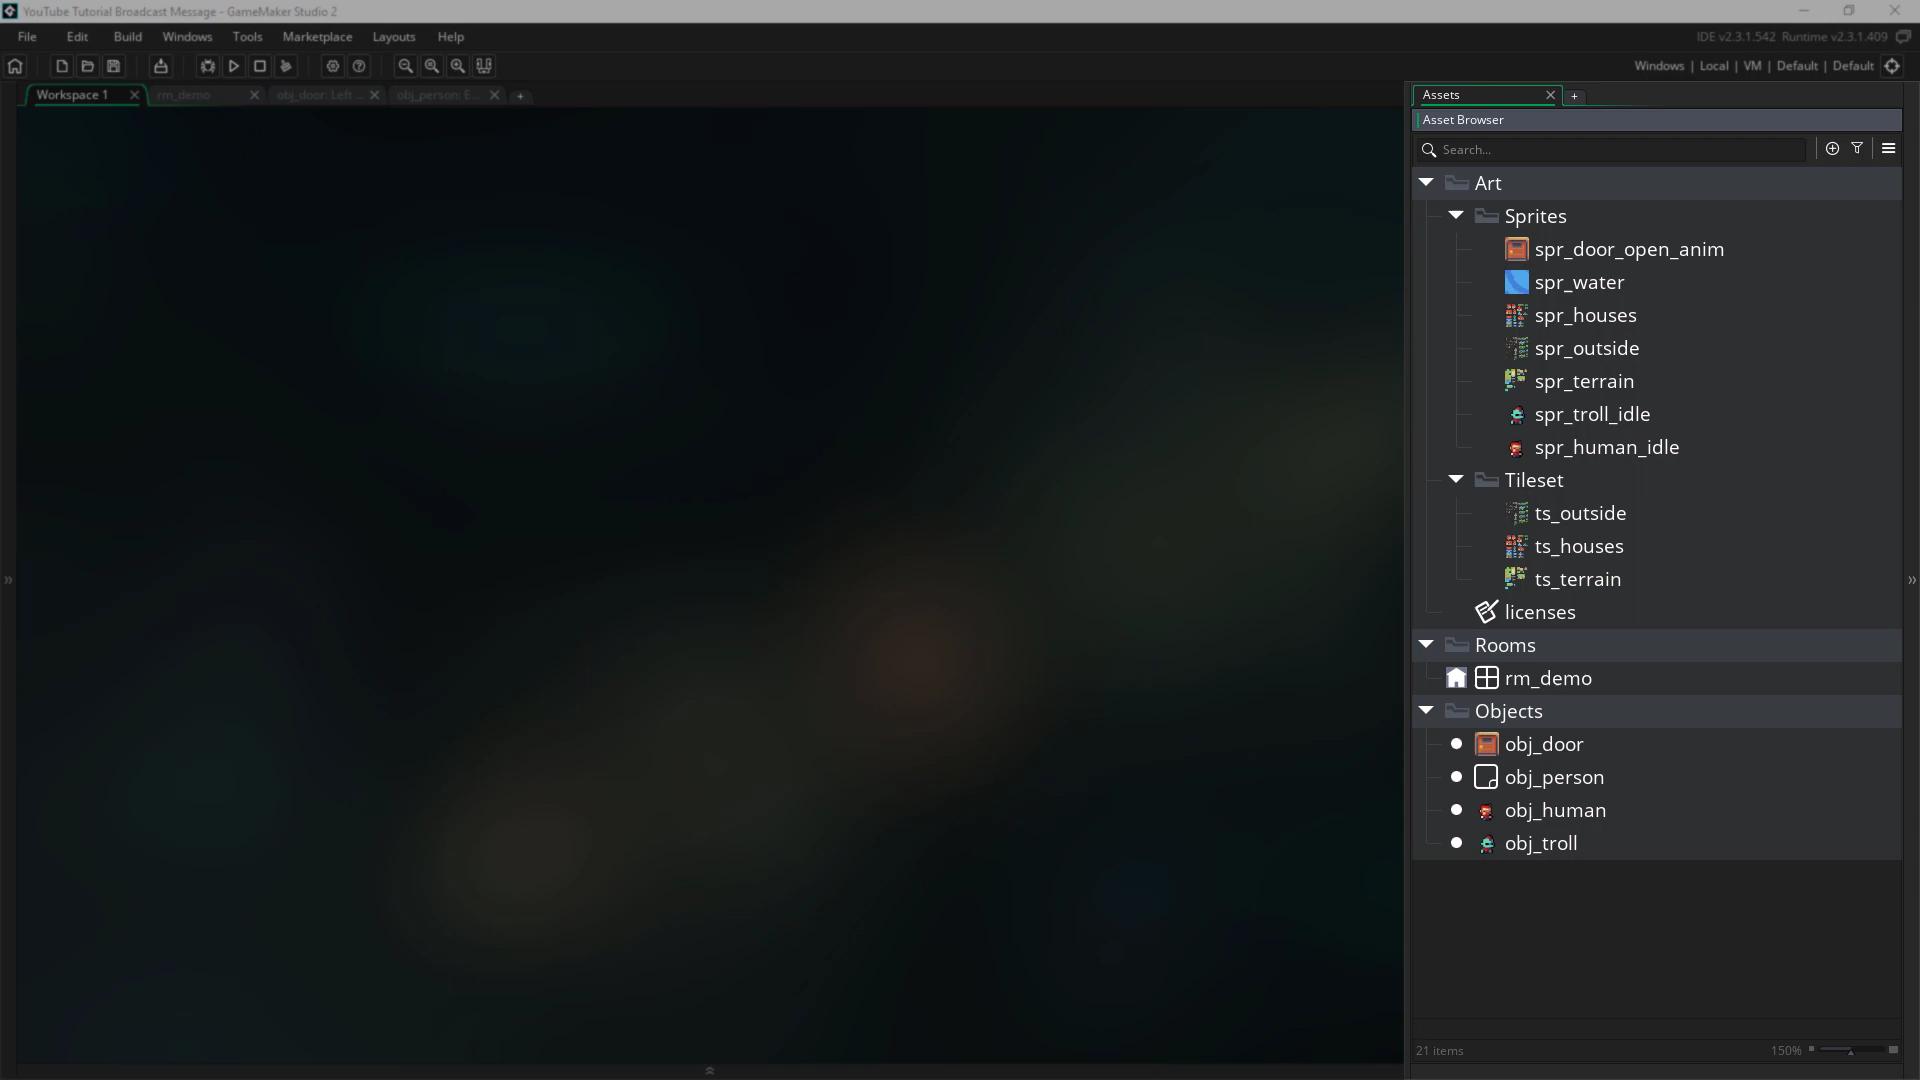 YouTube Tutorial Broadcast Message - GameMaker Studio 2
File Edit Build Windows Tools Marketplace Layouts Help
IDE v2.3.1.542 Runtime v2.3.1.409
Windows | Local | VM | Default | Default
Workspace 1
rm_demo
obj_door: Left ...
obj_person: E...
Assets
Asset Browser
Search...
Art
Sprites
spr_door_open_anim
spr_water
spr_houses
spr_outside
spr_terrain
spr_troll_idle
spr_human_idle
Tileset
ts_outside
ts_houses
ts_terrain
licenses
Rooms
rm_demo
Objects
obj_door
obj_person
obj_human
obj_troll
21 items
150%